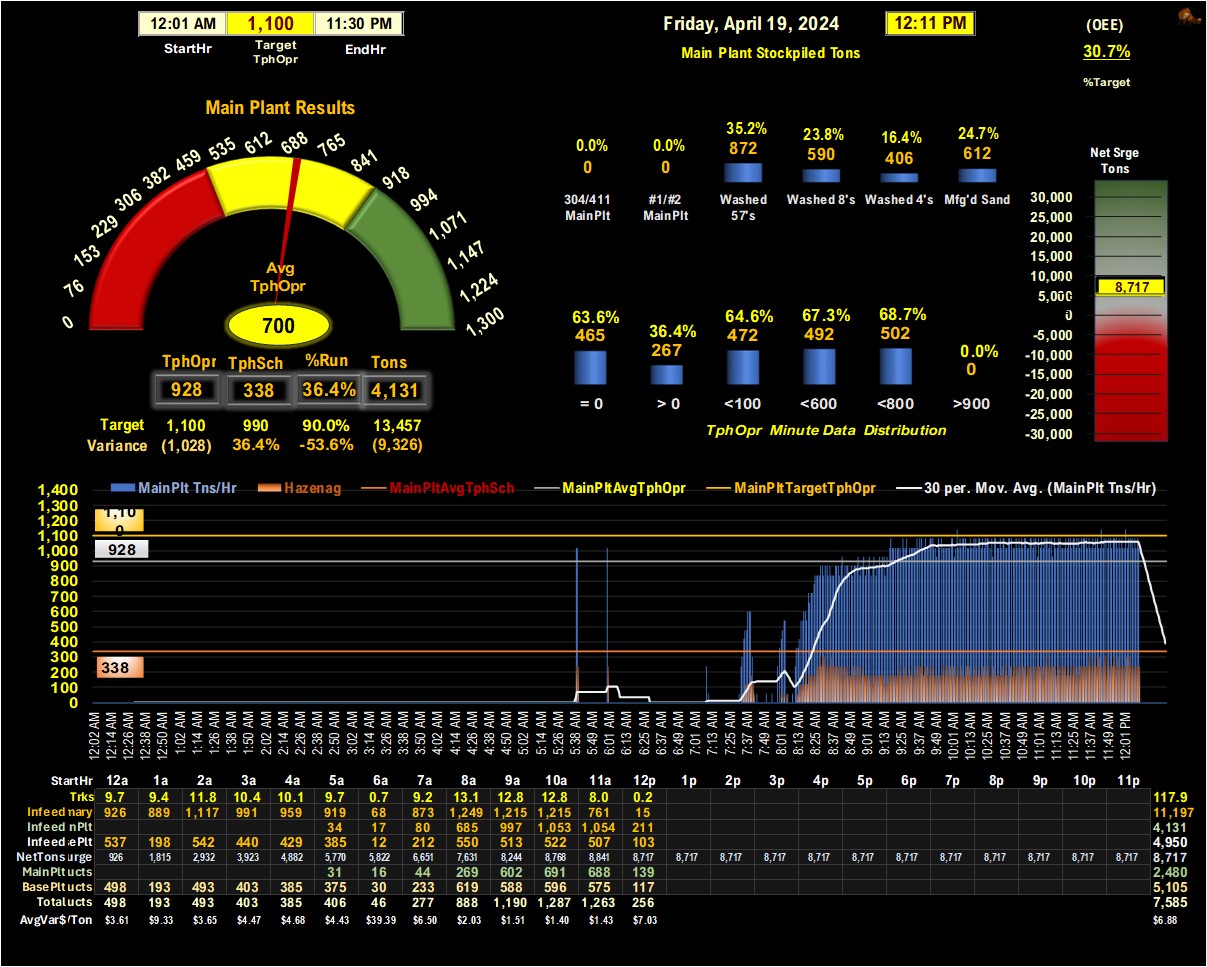 12:01 AM 1,100 11:30 PM
StartHr Target TphOpr EndHr
Friday, April 19, 2024 12:11 PM
Main Plant Stockpiled Tons
(OEE)
30.7%
%Target
Main Plant Results
0 76 153 229 306 382 459 535 612 688 765 841 918 994 1,071 1,147 1,224 1,300
Avg
TphOpr
700
TphOpr TphSch %Run Tons
928 338 36.4% 4,131
Target 1,100 990 90.0% 13,457
Variance (1,028) 36.4% -53.6% (9,326)
0.0% 0.0% 35.2% 23.8% 16.4% 24.7%
0 0 872 590 406 612
304/411 MainPlt #1/#2 MainPlt Washed 57's Washed 8's Washed 4's Mfg'd Sand
63.6% 36.4% 64.6% 67.3% 68.7% 0.0%
465 267 472 492 502 0
= 0 > 0 <100 <600 <800 >900
TphOpr Minute Data Distribution
Net Srge
Tons
30,000
25,000
20,000
15,000
10,000
8,717
5,000
0
-5,000
-10,000
-15,000
-20,000
-25,000
-30,000
MainPlt Tns/Hr Hazenag MainPltAvgTphSch MainPltAvgTphOpr MainPltTargetTphOpr 30 per. Mov. Avg. (MainPlt Tns/Hr)
1,400
1,300
1,200
1,100
1,000
900
800
700
600
500
400
300
200
100
0
1,100
928
338
12:02 AM 12:14 AM 12:26 AM 12:38 AM 12:50 AM 1:02 AM 1:14 AM 1:26 AM 1:38 AM 1:50 AM 2:02 AM 2:14 AM 2:26 AM 2:38 AM 2:50 AM 3:02 AM 3:14 AM 3:26 AM 3:38 AM 3:50 AM 4:02 AM 4:14 AM 4:26 AM 4:38 AM 4:50 AM 5:02 AM 5:14 AM 5:26 AM 5:38 AM 5:49 AM 6:01 AM 6:13 AM 6:25 AM 6:37 AM 6:49 AM 7:01 AM 7:13 AM 7:25 AM 7:37 AM 7:49 AM 8:01 AM 8:13 AM 8:25 AM 8:37 AM 8:49 AM 9:01 AM 9:13 AM 9:25 AM 9:37 AM 9:49 AM 10:01 AM 10:13 AM 10:25 AM 10:37 AM 10:49 AM 11:01 AM 11:13 AM 11:25 AM 11:37 AM 11:49 AM 12:01 PM
StartHr 12a 1a 2a 3a 4a 5a 6a 7a 8a 9a 10a 11a 12p 1p 2p 3p 4p 5p 6p 7p 8p 9p 10p 11p
Trks 9.7 9.4 11.8 10.4 10.1 9.7 0.7 9.2 13.1 12.8 12.8 8.0 0.2 117.9
Infeed mary 926 889 1,117 991 959 919 68 873 1,249 1,215 1,215 761 15 11,197
Infeed nPlt 34 17 80 685 997 1,053 1,054 211 4,131
Infeed ePlt 537 198 542 440 429 385 12 212 550 513 522 507 103 4,950
NetTons urge 926 1,815 2,932 3,923 4,882 5,770 5,822 6,651 7,631 8,244 8,768 8,841 8,717 8,717 8,717 8,717 8,717 8,717 8,717 8,717 8,717 8,717 8,717 8,717 8,717
MainPlt ucts 31 16 44 269 602 691 688 139 2,480
BasePlt ucts 498 193 493 403 385 375 30 233 619 588 596 575 117 5,105
Total ucts 498 193 493 403 385 406 46 277 888 1,190 1,287 1,263 256 7,585
AvgVar$/Ton $3.61 $9.33 $3.65 $4.47 $4.68 $4.43 $39.39 $6.50 $2.03 $1.51 $1.40 $1.43 $7.03 $6.88